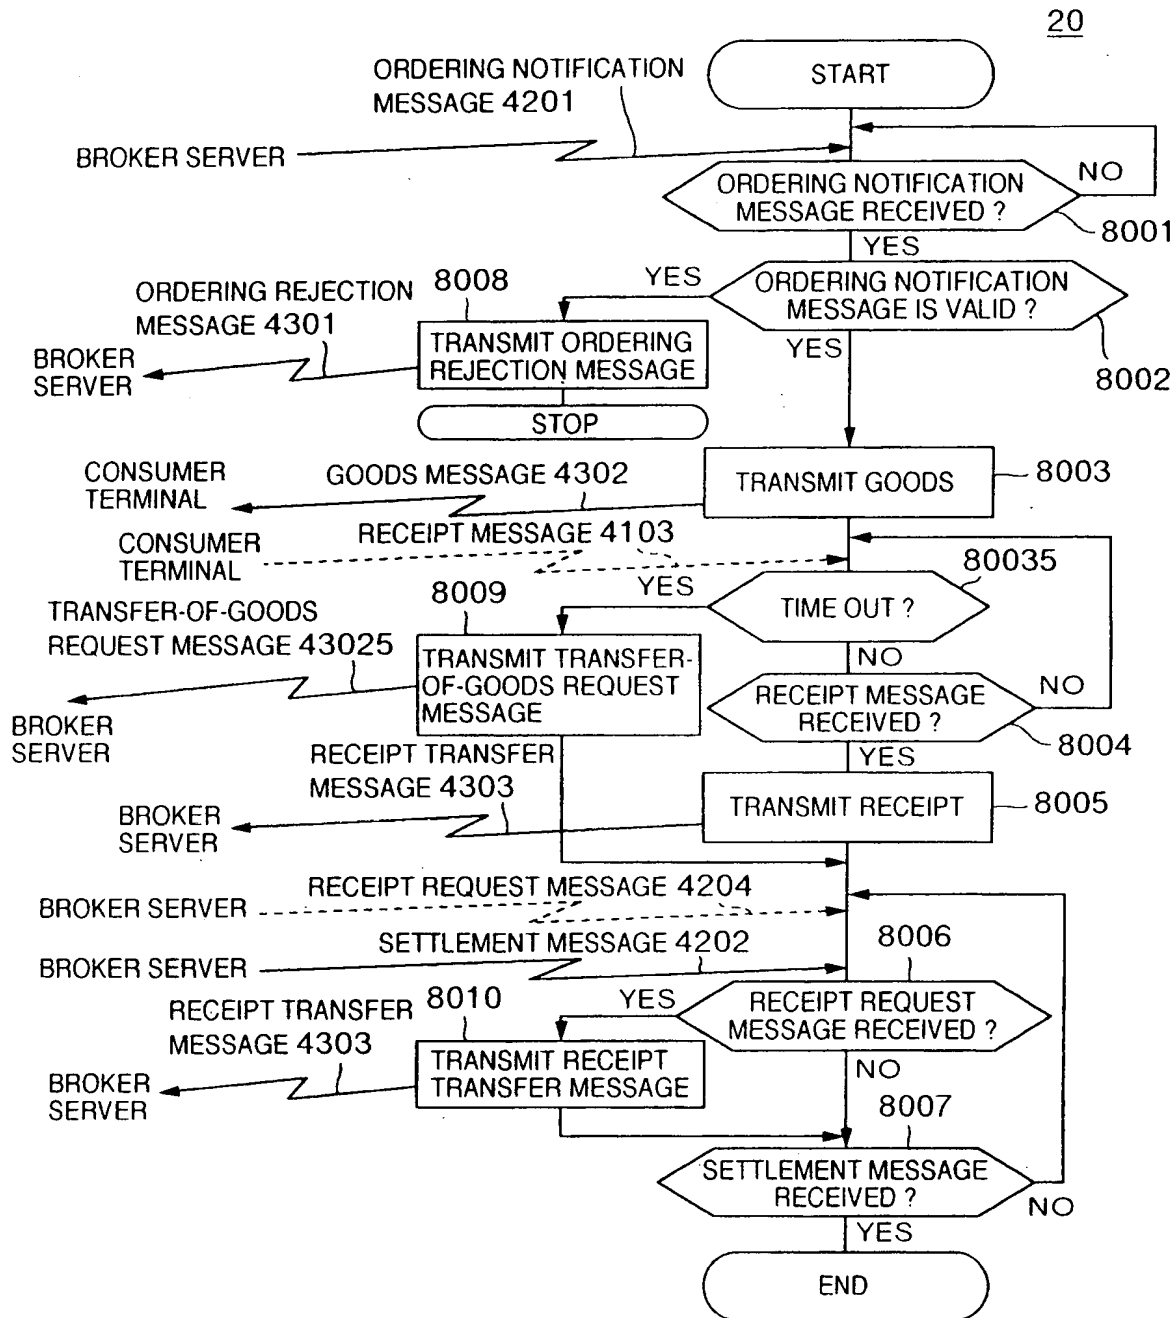 20
START
ORDERING NOTIFICATION
MESSAGE 4201
BROKER SERVER
NO
ORDERING NOTIFICATION
MESSAGE RECEIVED ?
8001
YES
YES
ORDERING NOTIFICATION
MESSAGE IS VALID ?
8002
YES
8008
ORDERING REJECTION
MESSAGE 4301
TRANSMIT ORDERING
REJECTION MESSAGE
BROKER
SERVER
STOP
CONSUMER
TERMINAL
GOODS MESSAGE 4302
TRANSMIT GOODS
8003
CONSUMER
TERMINAL
RECEIPT MESSAGE 4103
YES
80035
TIME OUT ?
8009
TRANSFER-OF-GOODS
REQUEST MESSAGE 43025
TRANSMIT TRANSFER-
OF-GOODS REQUEST
MESSAGE
NO
RECEIPT MESSAGE
RECEIVED ?
NO
8004
BROKER
SERVER
YES
RECEIPT TRANSFER
MESSAGE 4303
TRANSMIT RECEIPT
8005
BROKER
SERVER
RECEIPT REQUEST MESSAGE 4204
BROKER SERVER
SETTLEMENT MESSAGE 4202
BROKER SERVER
8006
YES
RECEIPT REQUEST
MESSAGE RECEIVED ?
RECEIPT TRANSFER
MESSAGE 4303
8010
TRANSMIT RECEIPT
TRANSFER MESSAGE
BROKER
SERVER
NO
8007
SETTLEMENT MESSAGE
RECEIVED ?
NO
YES
END